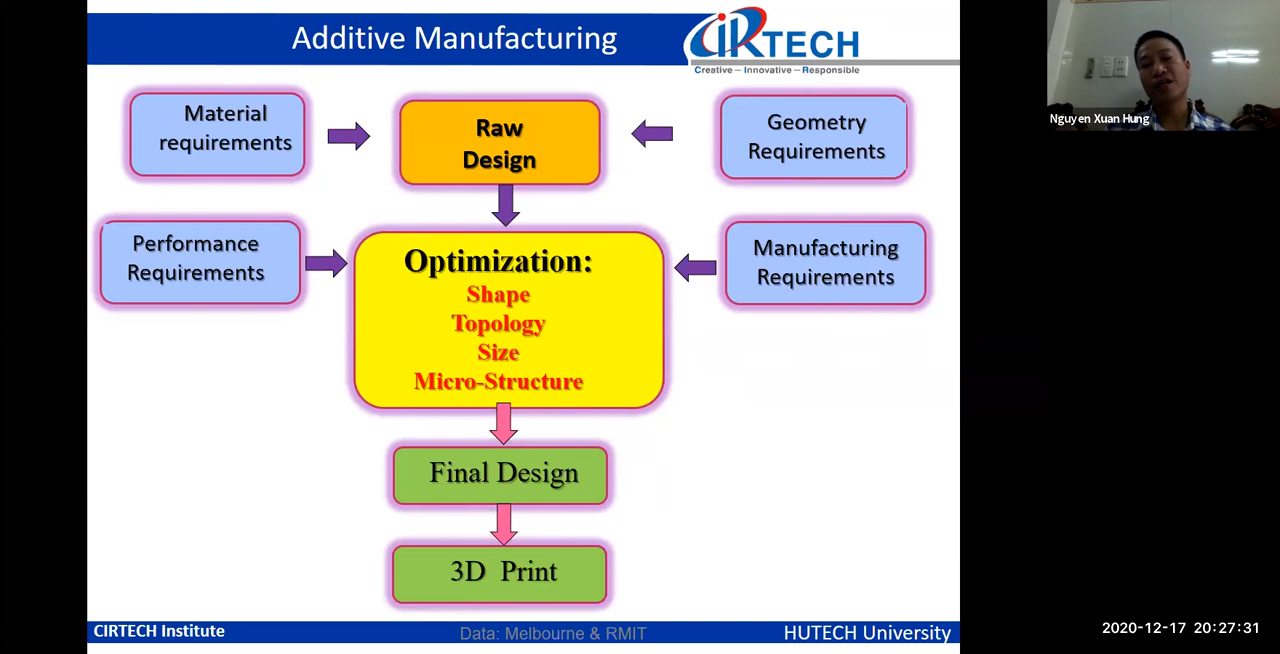 Additive Manufacturing
CIRTECH
Creative – Innovative – Responsible
Nguyen Xuan Hung
Material
requirements
Raw
Design
Geometry
Requirements
Performance
Requirements
Optimization:
Shape
Topology
Size
Micro-Structure
Manufacturing
Requirements
Final Design
3D Print
CIRTECH Institute
Data: Melbourne & RMIT
HUTECH University
2020-12-17 20:27:31